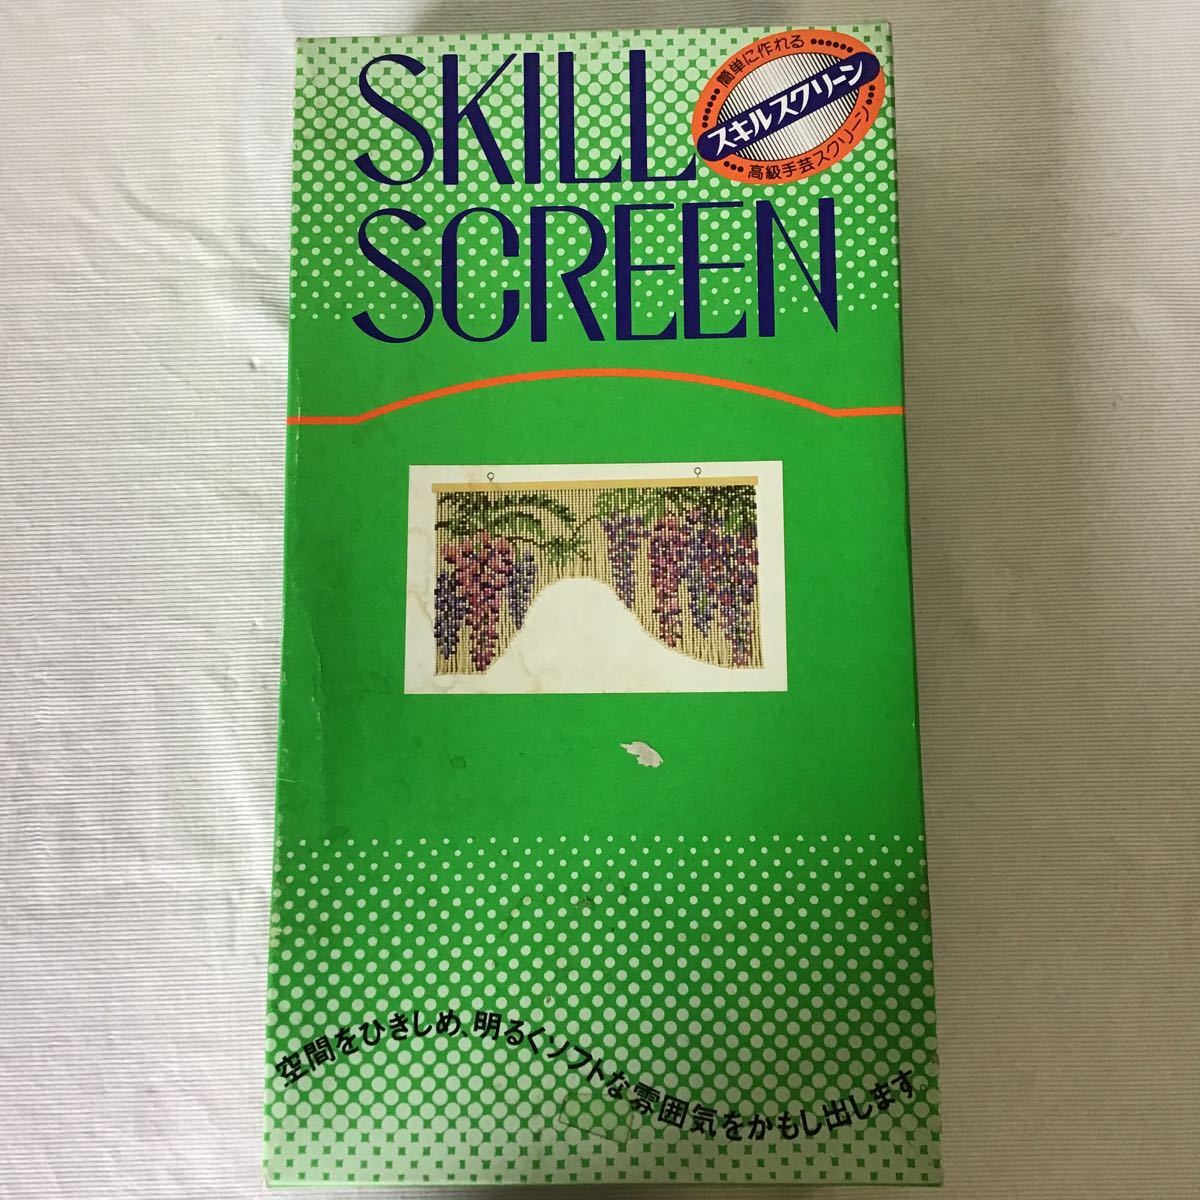 SKILL
SCREEN
簡単に作れる
スキルスクリーン
高級手芸スクリーン
空間をひきしめ、明るくソフトな雰囲気をかもし出します。